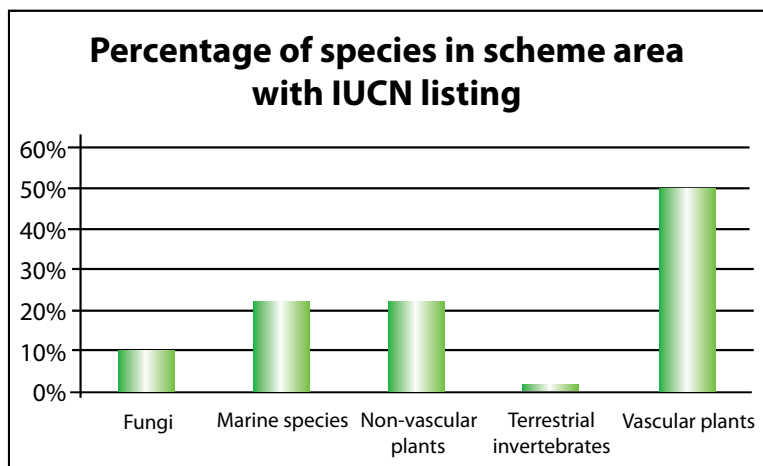 Percentage of species in scheme area
with IUCN listing
60%
50%
40%
30%
20%
10%
0%
Fungi
Marine species
Non-vascular
plants
Terrestrial
invertebrates
Vascular plants